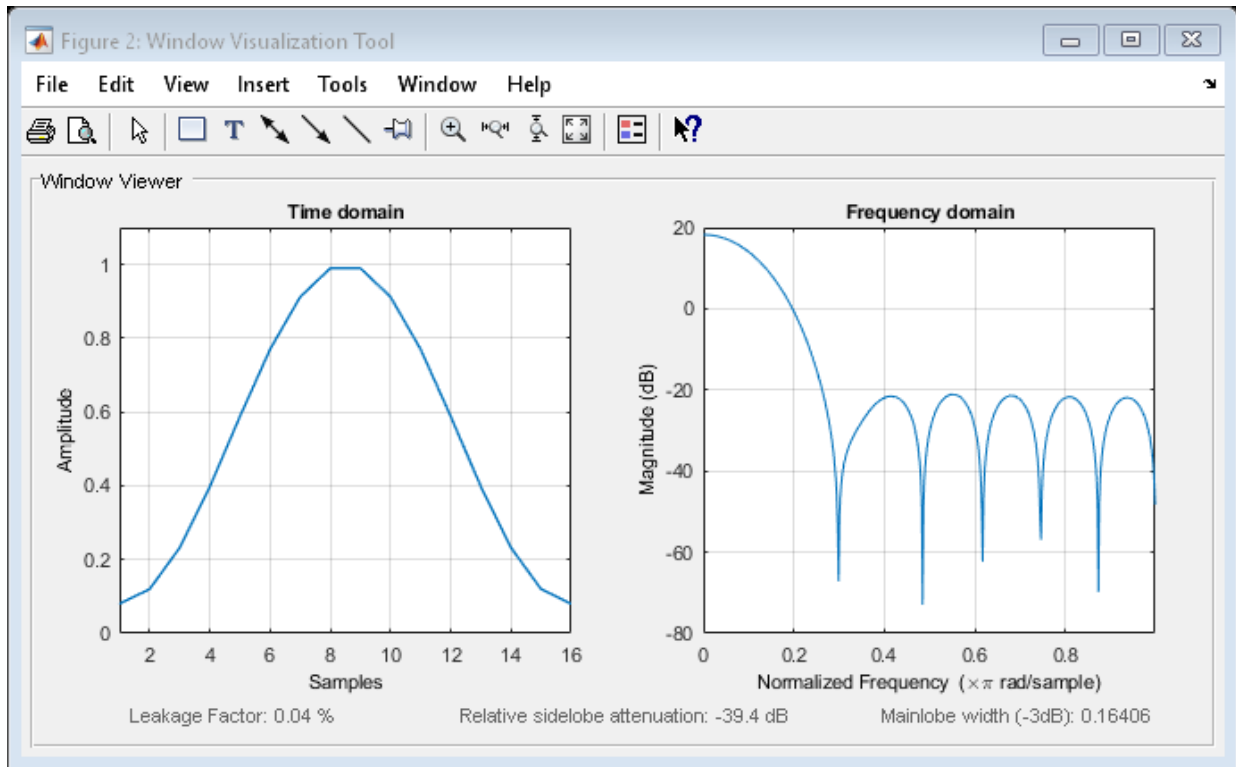 Figure 2: Window Visualization Tool
File Edit View Insert Tools Window Help
Window Viewer
Time domain
1
0.8
0.6
0.4
0.2
0
Amplitude
2 4 6 8 10 12 14 16
Samples
Frequency domain
20
0
-20
-40
-60
-80
Magnitude (dB)
0 0.2 0.4 0.6 0.8
Normalized Frequency (×π rad/sample)
Leakage Factor: 0.04 % Relative sidelobe attenuation: -39.4 dB Mainlobe width (-3dB): 0.16406